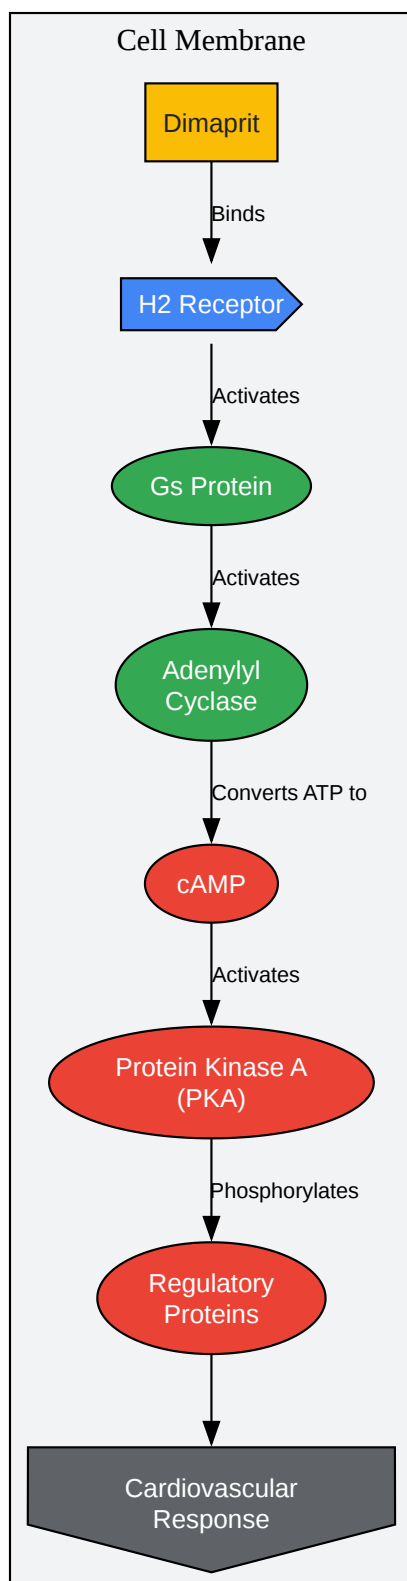 Cell Membrane
Dimaprit
Binds
H2 Receptor
Activates
Gs Protein
Activates
Adenylyl
Cyclase
Converts ATP to
cAMP
Activates
Protein Kinase A
(PKA)
Phosphorylates
Regulatory
Proteins
Cardiovascular
Response